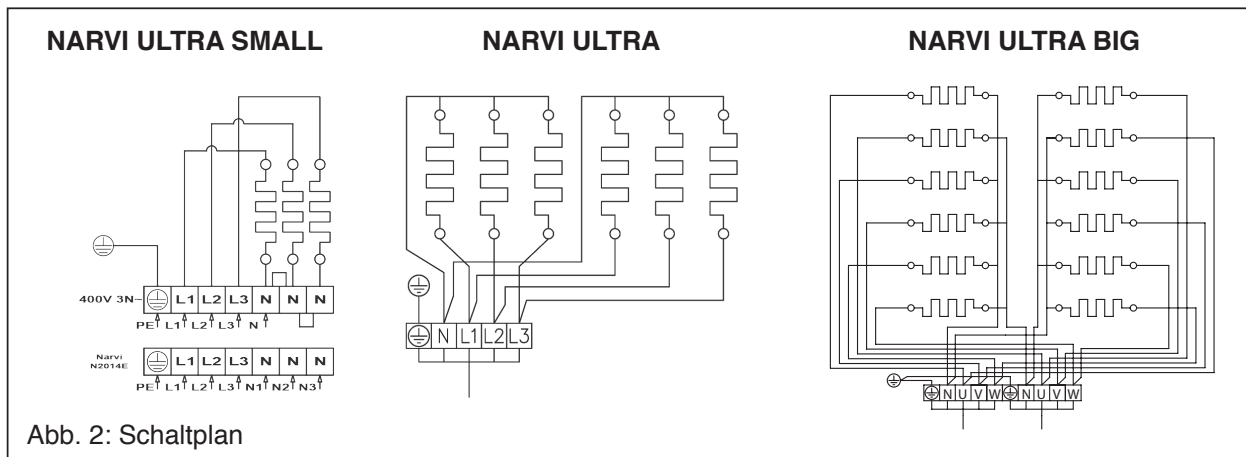 NARVI ULTRA SMALL
400V 3N~
L1 L2 L3 N N N
PE L1 L2 L3 N
Narvi
N2014E
L1 L2 L3 N N N
PE L1 L2 L3 N1 N2 N3
NARVI ULTRA
N L1 L2 L3
NARVI ULTRA BIG
N U V W N U V W
Abb. 2: Schaltplan